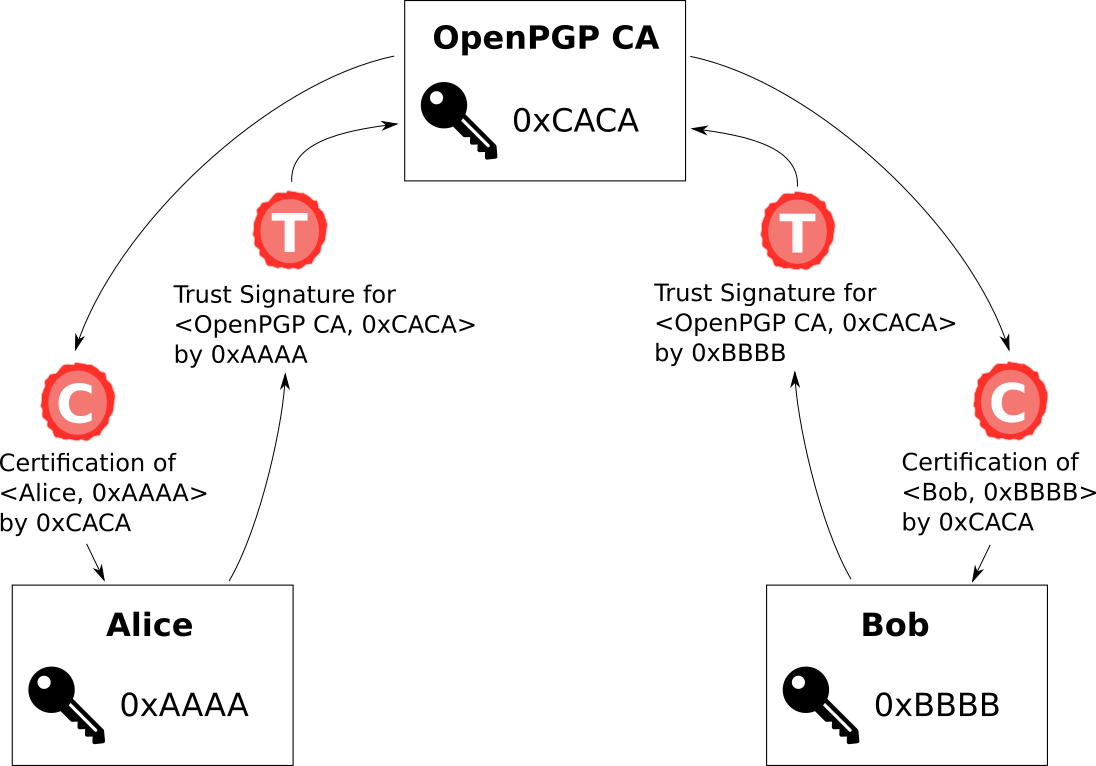 OpenPGP CA
0xCACA
T
Trust Signature for
<OpenPGP CA, 0xCACA>
by 0xAAAA
T
Trust Signature for
<OpenPGP CA, 0xCACA>
by 0xBBBB
C
Certification of
<Alice, 0xAAAA>
by 0xCACA
C
Certification of
<Bob, 0xBBBB>
by 0xCACA
Alice
0xAAAA
Bob
0xBBBB